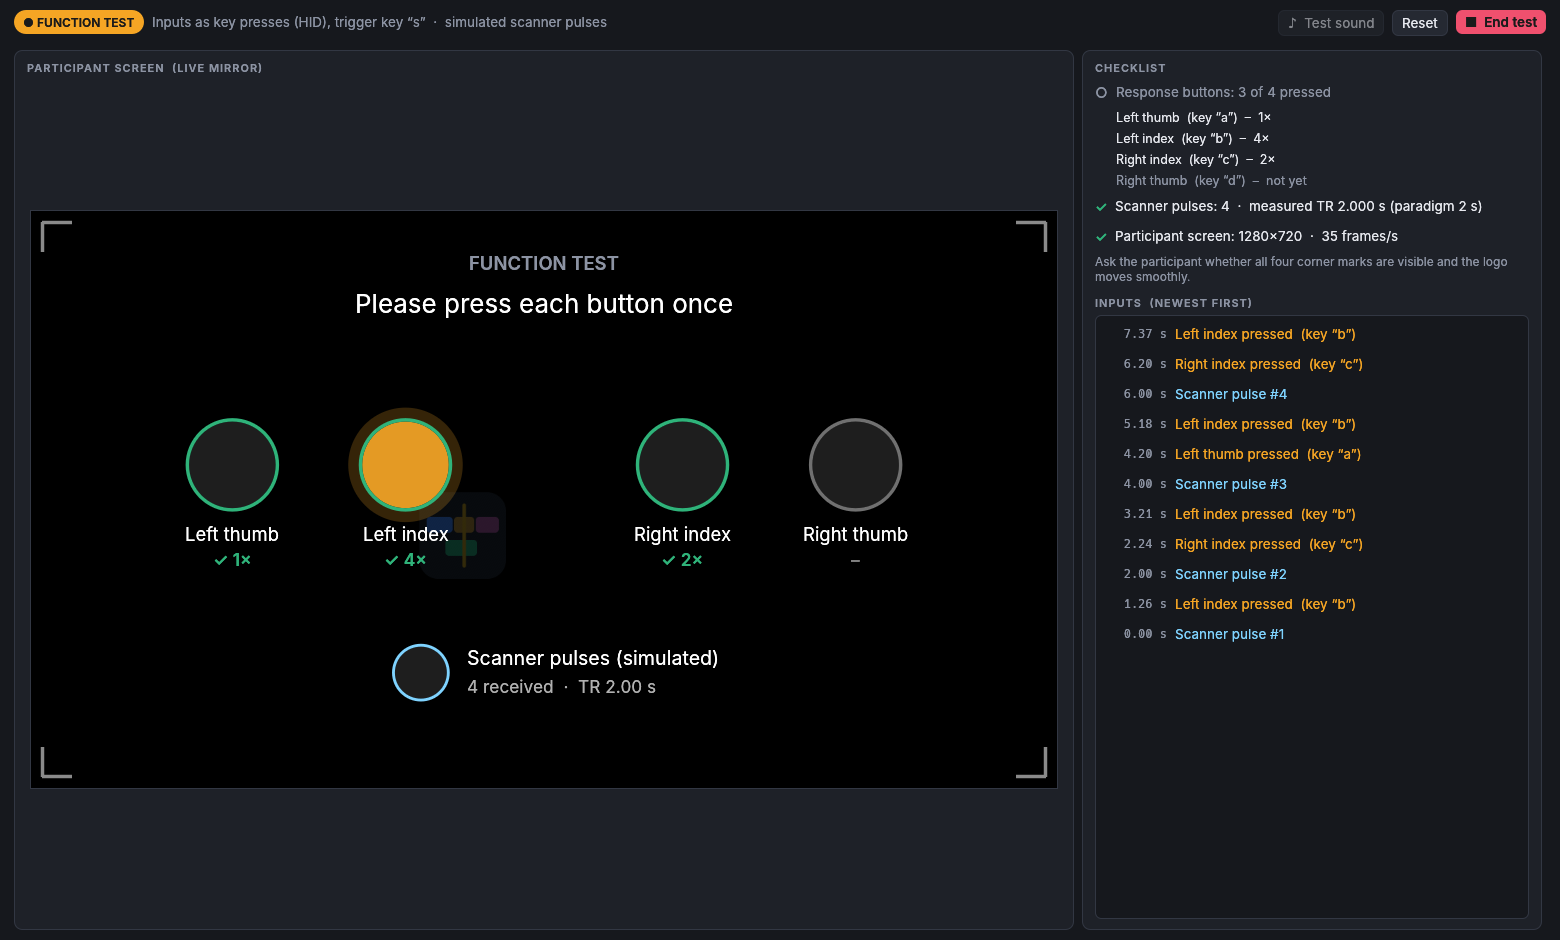 FUNCTION TEST
Inputs as key presses (HID), trigger key “s”  ·  simulated scanner pulses
♪ Test sound
Reset
End test
PARTICIPANT SCREEN (LIVE MIRROR)
FUNCTION TEST
Please press each button once
Left thumb
✓ 1×
Left index
✓ 4×
Right index
✓ 2×
Right thumb
–
Scanner pulses (simulated)
4 received · TR 2.00 s
CHECKLIST
Response buttons: 3 of 4 pressed
Left thumb (key “a”) – 1×
Left index (key “b”) – 4×
Right index (key “c”) – 2×
Right thumb (key “d”) – not yet
✓ Scanner pulses: 4 · measured TR 2.000 s (paradigm 2 s)
✓ Participant screen: 1280×720 · 35 frames/s
Ask the participant whether all four corner marks are visible and the logo
moves smoothly.
INPUTS (NEWEST FIRST)
7.37 s Left index pressed (key “b”)
6.20 s Right index pressed (key “c”)
6.00 s Scanner pulse #4
5.18 s Left index pressed (key “b”)
4.20 s Left thumb pressed (key “a”)
4.00 s Scanner pulse #3
3.21 s Left index pressed (key “b”)
2.24 s Right index pressed (key “c”)
2.00 s Scanner pulse #2
1.26 s Left index pressed (key “b”)
0.00 s Scanner pulse #1